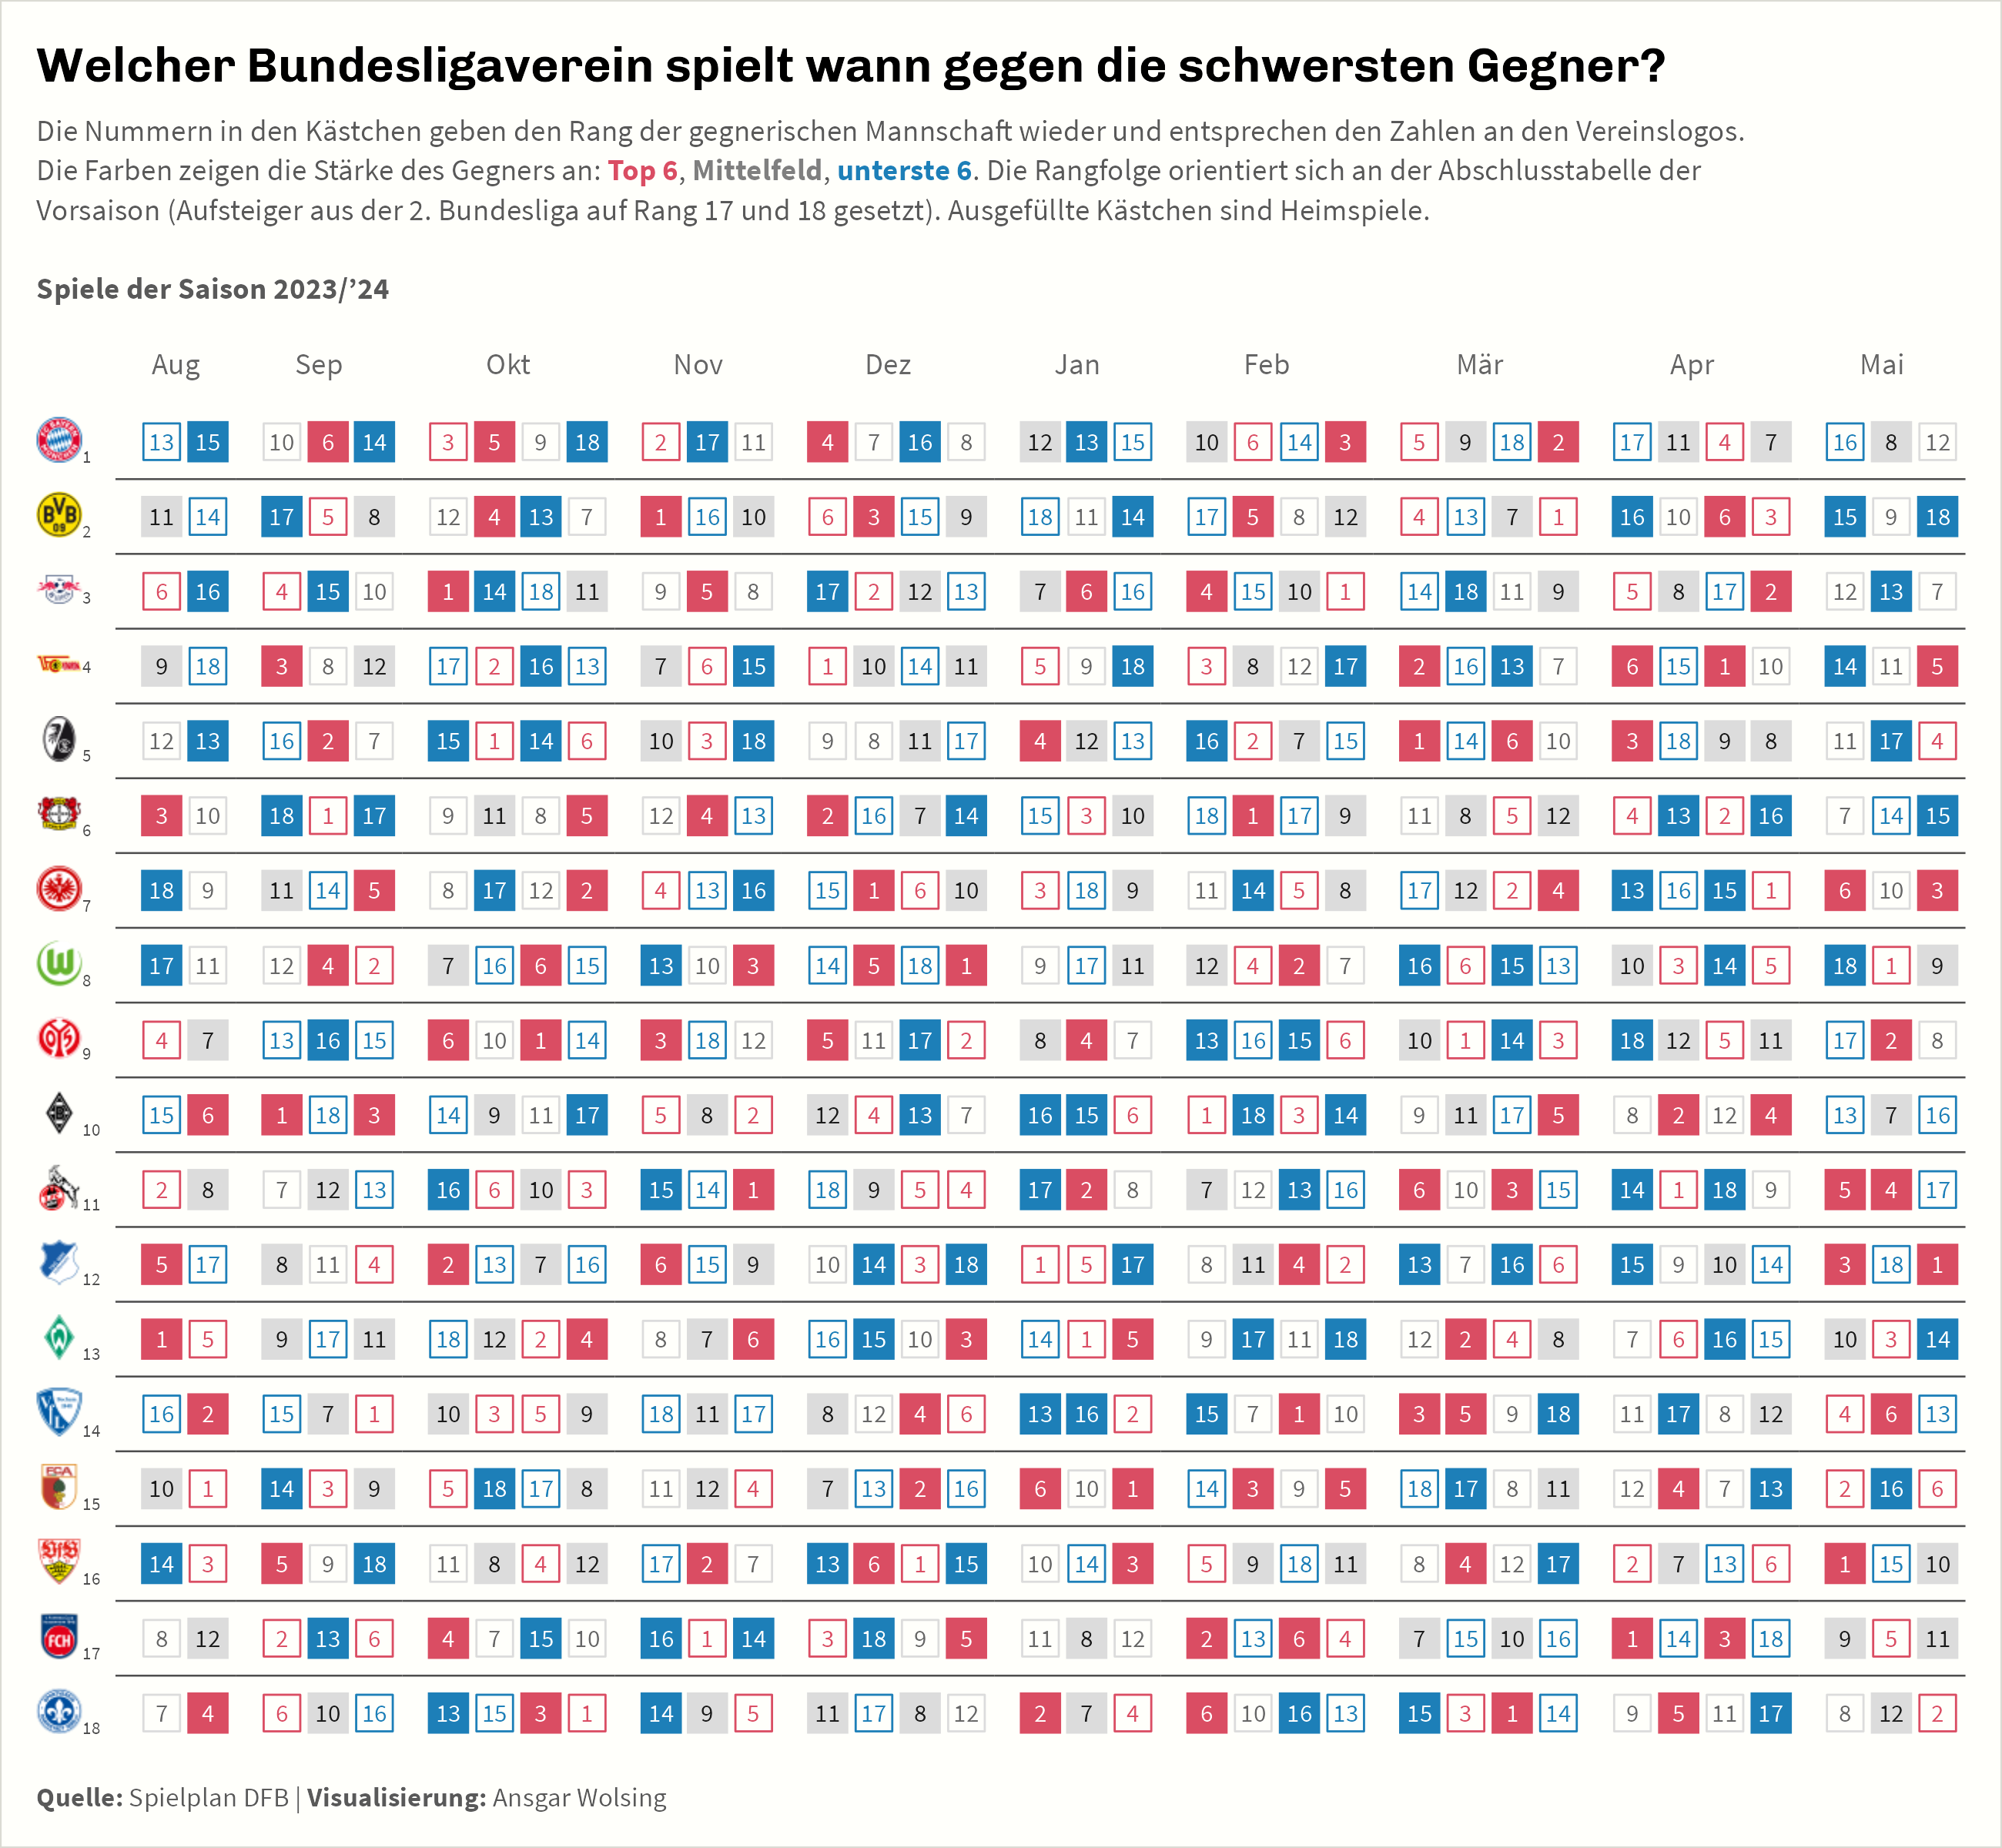 Welcher Bundesligaverein spielt wann gegen die schwersten Gegner?
Die Nummern in den Kästchen geben den Rang der gegnerischen Mannschaft wieder und entsprechen den Zahlen an den Vereinslogos.
Die Farben zeigen die Stärke des Gegners an: Top 6, Mittelfeld, unterste 6. Die Rangfolge orientiert sich an der Abschlusstabelle der
Vorsaison (Aufsteiger aus der 2. Bundesliga auf Rang 17 und 18 gesetzt). Ausgefüllte Kästchen sind Heimspiele.
Spiele der Saison 2023/’24
Aug Sep Okt Nov Dez Jan Feb Mär Apr Mai
1 13 15 10 6 14 3 5 9 18 2 17 11 4 7 16 8 12 13 15 10 6 14 3 5 9 18 2 17 11 4 7 16 8 12
BVB 09 2 11 14 17 5 8 12 4 13 7 1 16 10 6 3 15 9 18 11 14 17 5 8 12 4 13 7 1 16 10 6 3 15 9 18
3 6 16 4 15 10 1 14 18 11 9 5 8 17 2 12 13 7 6 16 4 15 10 1 14 18 11 9 5 8 17 2 12 13 7
4 9 18 3 8 12 17 2 16 13 7 6 15 1 10 14 11 5 9 18 3 8 12 17 2 16 13 7 6 15 1 10 14 11 5
5 12 13 16 2 7 15 1 14 6 10 3 18 9 8 11 17 4 12 13 16 2 7 15 1 14 6 10 3 18 9 8 11 17 4
6 3 10 18 1 17 9 11 8 5 12 4 13 2 16 7 14 15 3 10 18 1 17 9 11 8 5 12 4 13 2 16 7 14 15
7 18 9 11 14 5 8 17 12 2 4 13 16 15 1 6 10 3 18 9 11 14 5 8 17 12 2 4 13 16 15 1 6 10 3
W 8 17 11 12 4 2 7 16 6 15 13 10 3 14 5 18 1 9 17 11 12 4 2 7 16 6 15 13 10 3 14 5 18 1 9
9 4 7 13 16 15 6 10 1 14 3 18 12 5 11 17 2 8 4 7 13 16 15 6 10 1 14 3 18 12 5 11 17 2 8
10 15 6 1 18 3 14 9 11 17 5 8 2 12 4 13 7 16 15 6 1 18 3 14 9 11 17 5 8 2 12 4 13 7 16
11 2 8 7 12 13 16 6 10 3 15 14 1 18 9 5 4 17 2 8 7 12 13 16 6 10 3 15 14 1 18 9 5 4 17
12 5 17 8 11 4 2 13 7 16 6 15 9 10 14 3 18 1 5 17 8 11 4 2 13 7 16 6 15 9 10 14 3 18 1
13 1 5 9 17 11 18 12 2 4 8 7 6 16 15 10 3 14 1 5 9 17 11 18 12 2 4 8 7 6 16 15 10 3 14
14 16 2 15 7 1 10 3 5 9 18 11 17 8 12 4 6 13 16 2 15 7 1 10 3 5 9 18 11 17 8 12 4 6 13
FCA 15 10 1 14 3 9 5 18 17 8 11 12 4 7 13 2 16 6 10 1 14 3 9 5 18 17 8 11 12 4 7 13 2 16 6
VfB 16 14 3 5 9 18 11 8 4 12 17 2 7 13 6 1 15 10 14 3 5 9 18 11 8 4 12 17 2 7 13 6 1 15 10
FCH 17 8 12 2 13 6 4 7 15 10 16 1 14 3 18 9 5 11 8 12 2 13 6 4 7 15 10 16 1 14 3 18 9 5 11
18 7 4 6 10 16 13 15 3 1 14 9 5 11 17 8 12 2 7 4 6 10 16 13 15 3 1 14 9 5 11 17 8 12 2
Quelle: Spielplan DFB | Visualisierung: Ansgar Wolsing